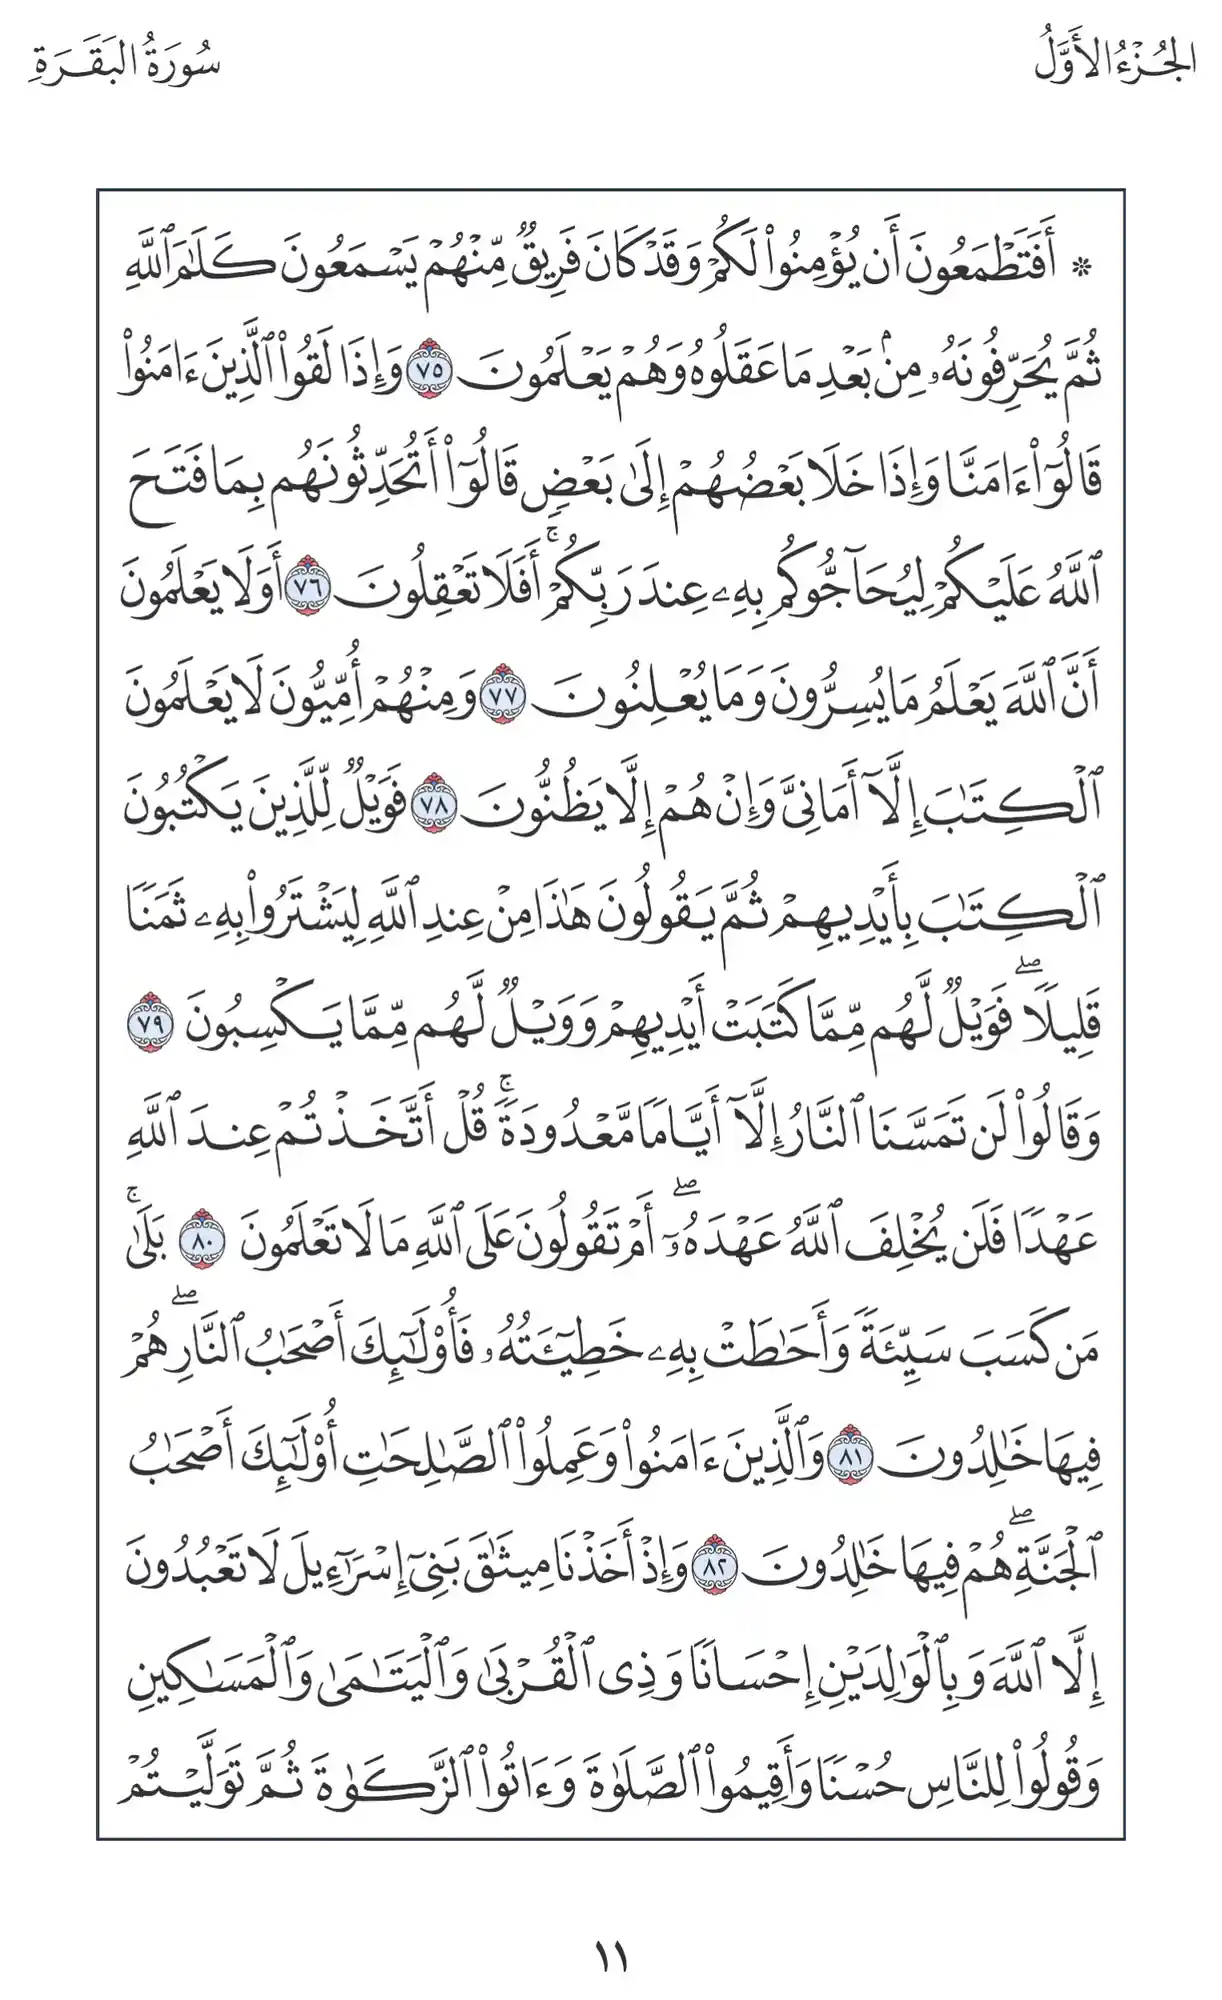 الجُزْءُ الأَوَّلُ
سُورَةُ البَقَرَةِ
* أَفَتَطْمَعُونَ أَن يُؤْمِنُوا۟ لَكُمْ وَقَدْ كَانَ فَرِيقٌ مِّنْهُمْ يَسْمَعُونَ كَلَـٰمَ ٱللَّهِ
ثُمَّ يُحَرِّفُونَهُۥ مِنۢ بَعْدِ مَا عَقَلُوهُ وَهُمْ يَعْلَمُونَ ٧٥ وَإِذَا لَقُوا۟ ٱلَّذِينَ ءَامَنُوا۟
قَالُوٓا۟ ءَامَنَّا وَإِذَا خَلَا بَعْضُهُمْ إِلَىٰ بَعْضٍ قَالُوٓا۟ أَتُحَدِّثُونَهُم بِمَا فَتَحَ
ٱللَّهُ عَلَيْكُمْ لِيُحَآجُّوكُم بِهِۦ عِندَ رَبِّكُمْۚ أَفَلَا تَعْقِلُونَ ٧٦ أَوَلَا يَعْلَمُونَ
أَنَّ ٱللَّهَ يَعْلَمُ مَا يُسِرُّونَ وَمَا يُعْلِنُونَ ٧٧ وَمِنْهُمْ أُمِّيُّونَ لَا يَعْلَمُونَ
ٱلْكِتَـٰبَ إِلَّآ أَمَانِىَّ وَإِنْ هُمْ إِلَّا يَظُنُّونَ ٧٨ فَوَيْلٌ لِّلَّذِينَ يَكْتُبُونَ
ٱلْكِتَـٰبَ بِأَيْدِيهِمْ ثُمَّ يَقُولُونَ هَـٰذَا مِنْ عِندِ ٱللَّهِ لِيَشْتَرُوا۟ بِهِۦ ثَمَنًا
قَلِيلًاۖ فَوَيْلٌ لَّهُم مِّمَّا كَتَبَتْ أَيْدِيهِمْ وَوَيْلٌ لَّهُم مِّمَّا يَكْسِبُونَ ٧٩
وَقَالُوا۟ لَن تَمَسَّنَا ٱلنَّارُ إِلَّآ أَيَّامًا مَّعْدُودَةًۚ قُلْ أَتَّخَذْتُمْ عِندَ ٱللَّهِ
عَهْدًا فَلَن يُخْلِفَ ٱللَّهُ عَهْدَهُۥٓۖ أَمْ تَقُولُونَ عَلَى ٱللَّهِ مَا لَا تَعْلَمُونَ ٨٠ بَلَىٰۚ
مَن كَسَبَ سَيِّئَةً وَأَحَـٰطَتْ بِهِۦ خَطِيٓـَٔتُهُۥ فَأُو۟لَـٰٓئِكَ أَصْحَـٰبُ ٱلنَّارِۖ هُمْ
فِيهَا خَـٰلِدُونَ ٨١ وَٱلَّذِينَ ءَامَنُوا۟ وَعَمِلُوا۟ ٱلصَّـٰلِحَـٰتِ أُو۟لَـٰٓئِكَ أَصْحَـٰبُ
ٱلْجَنَّةِۖ هُمْ فِيهَا خَـٰلِدُونَ ٨٢ وَإِذْ أَخَذْنَا مِيثَـٰقَ بَنِىٓ إِسْرَٰٓءِيلَ لَا تَعْبُدُونَ
إِلَّا ٱللَّهَ وَبِٱلْوَٰلِدَيْنِ إِحْسَانًا وَذِى ٱلْقُرْبَىٰ وَٱلْيَتَـٰمَىٰ وَٱلْمَسَـٰكِينِ
وَقُولُوا۟ لِلنَّاسِ حُسْنًا وَأَقِيمُوا۟ ٱلصَّلَوٰةَ وَءَاتُوا۟ ٱلزَّكَوٰةَ ثُمَّ تَوَلَّيْتُمْ
١١